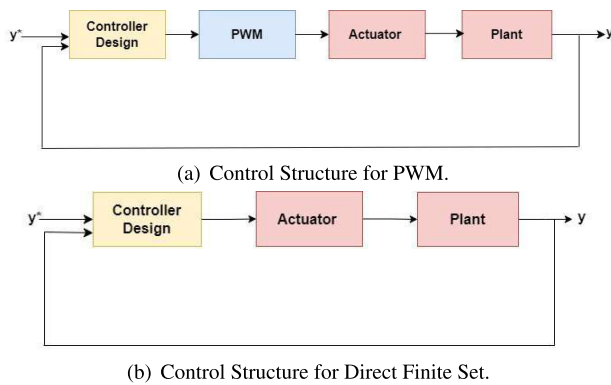 Controller
Design
PWM
Actuator
Plant
y*
y
(a) Control Structure for PWM.
Controller
Design
Actuator
Plant
y*
y
(b) Control Structure for Direct Finite Set.